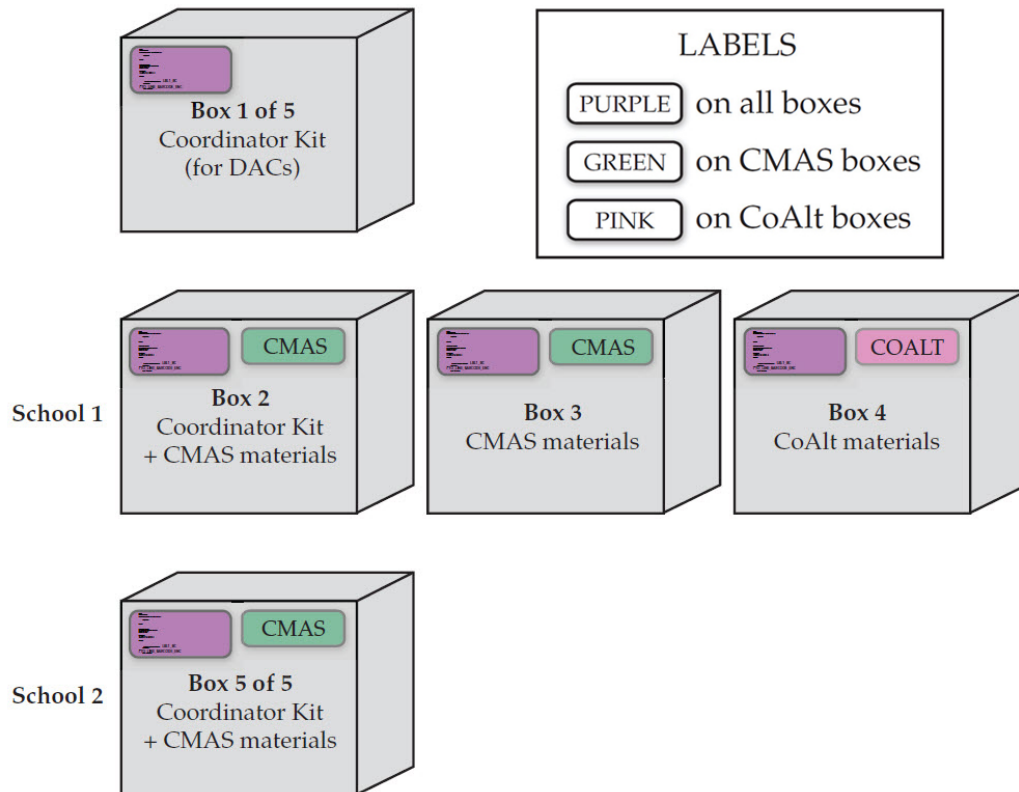 Box 1 of 5
Coordinator Kit
(for DACs)
LABELS
PURPLE on all boxes
GREEN on CMAS boxes
PINK on CoAlt boxes
School 1
CMAS
Box 2
Coordinator Kit
+ CMAS materials
CMAS
Box 3
CMAS materials
COALT
Box 4
CoAlt materials
School 2
CMAS
Box 5 of 5
Coordinator Kit
+ CMAS materials